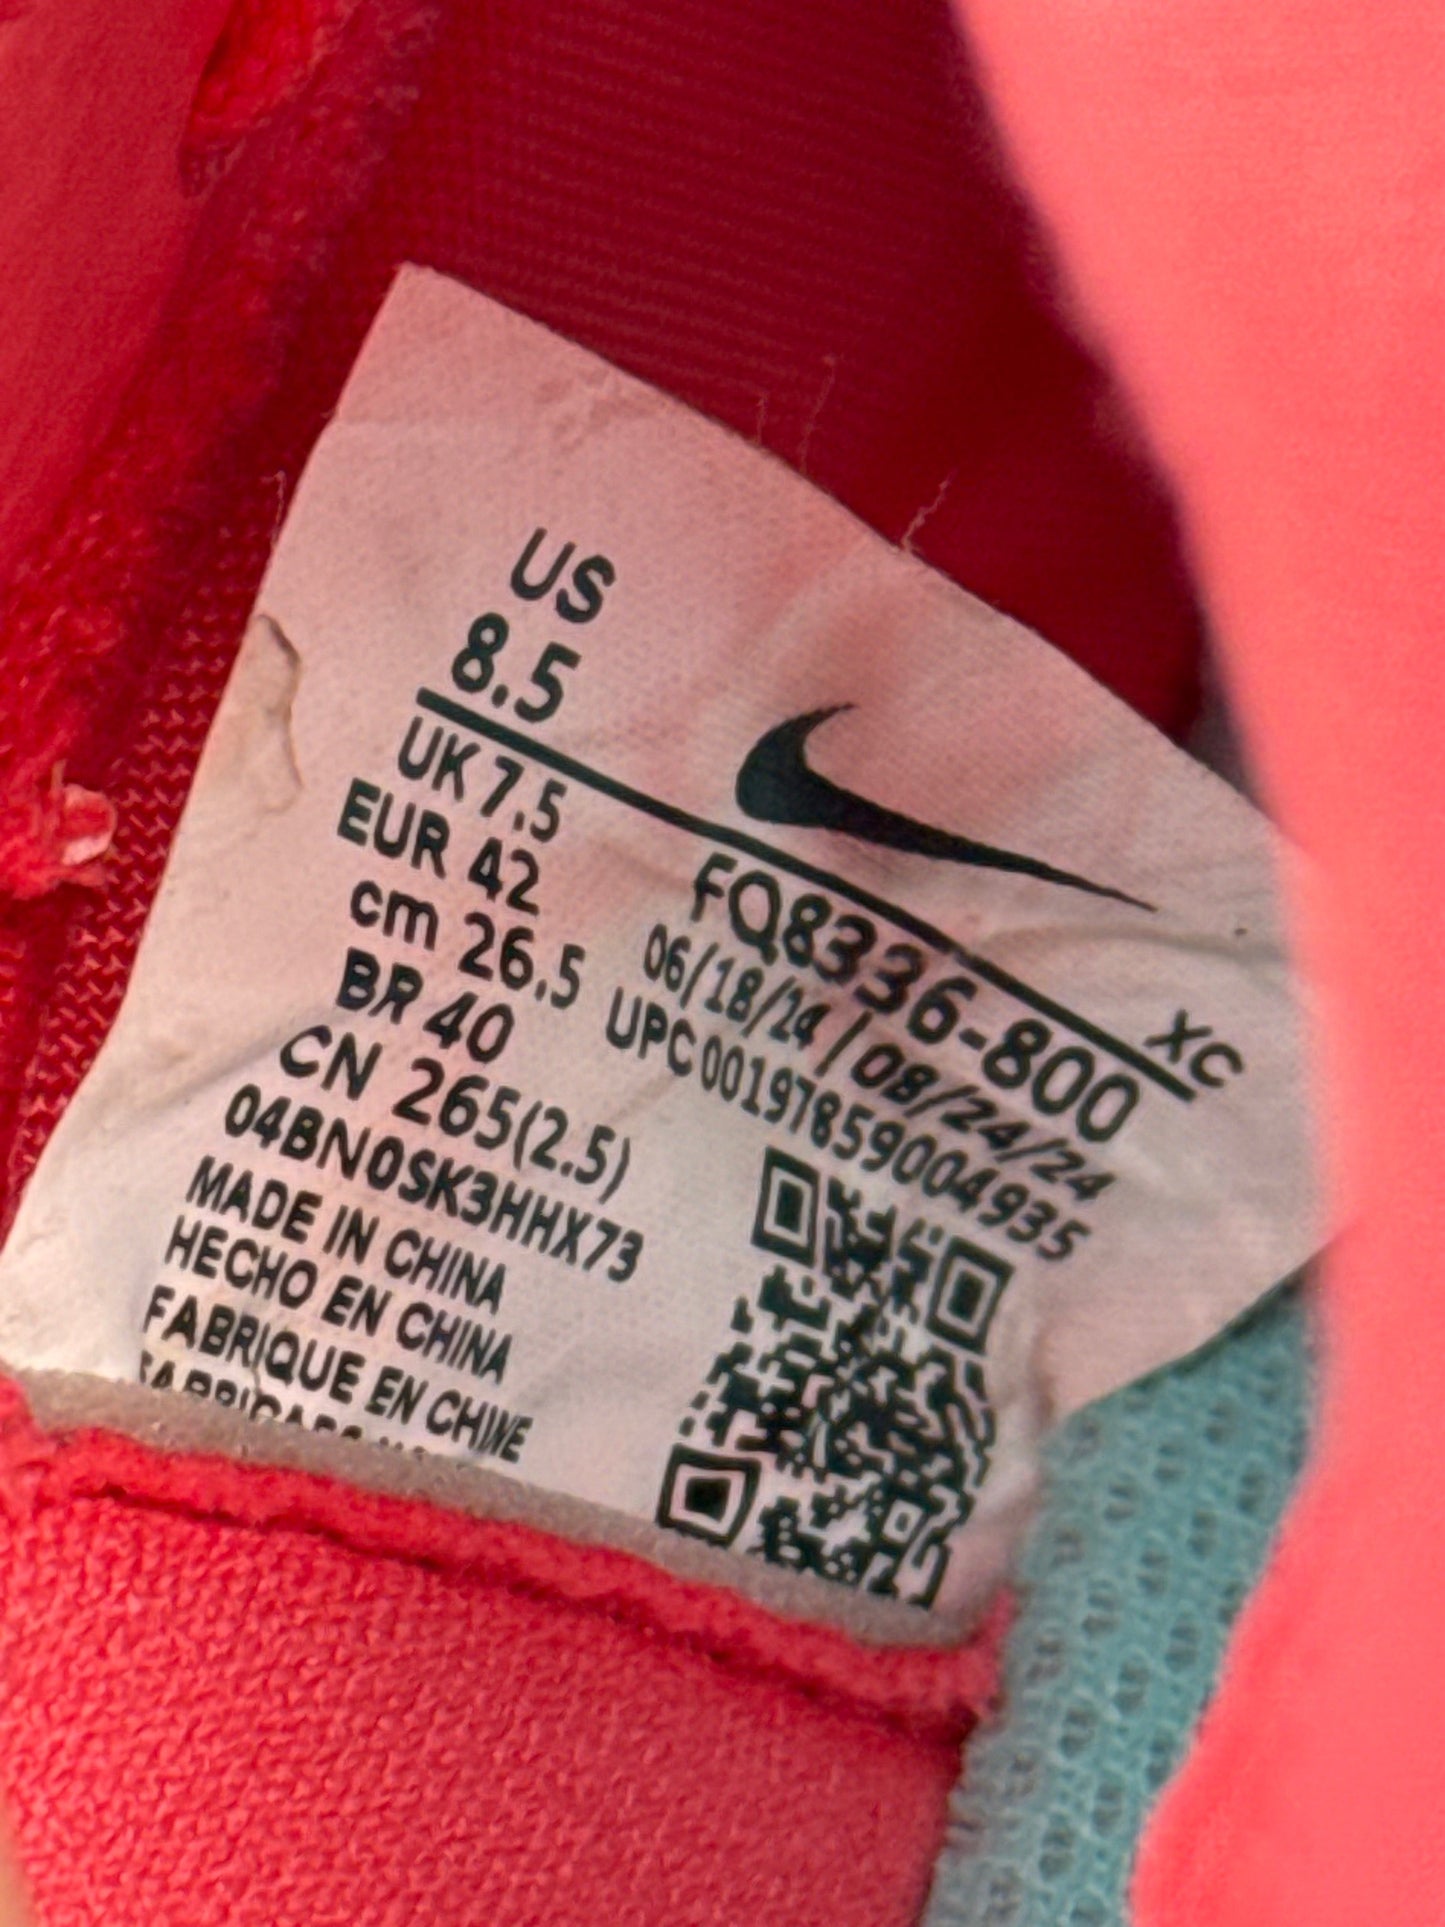 US
8.5
UK 7.5
EUR 42
cm 26.5
BR 40
CN 265(2.5)
04BN0SK3HHX73
MADE IN CHINA
HECHO EN CHINA
FABRIQUE EN CHINE
XC
FQ8336-800
06/18/24 | 08/24/24
UPC 00197859004935